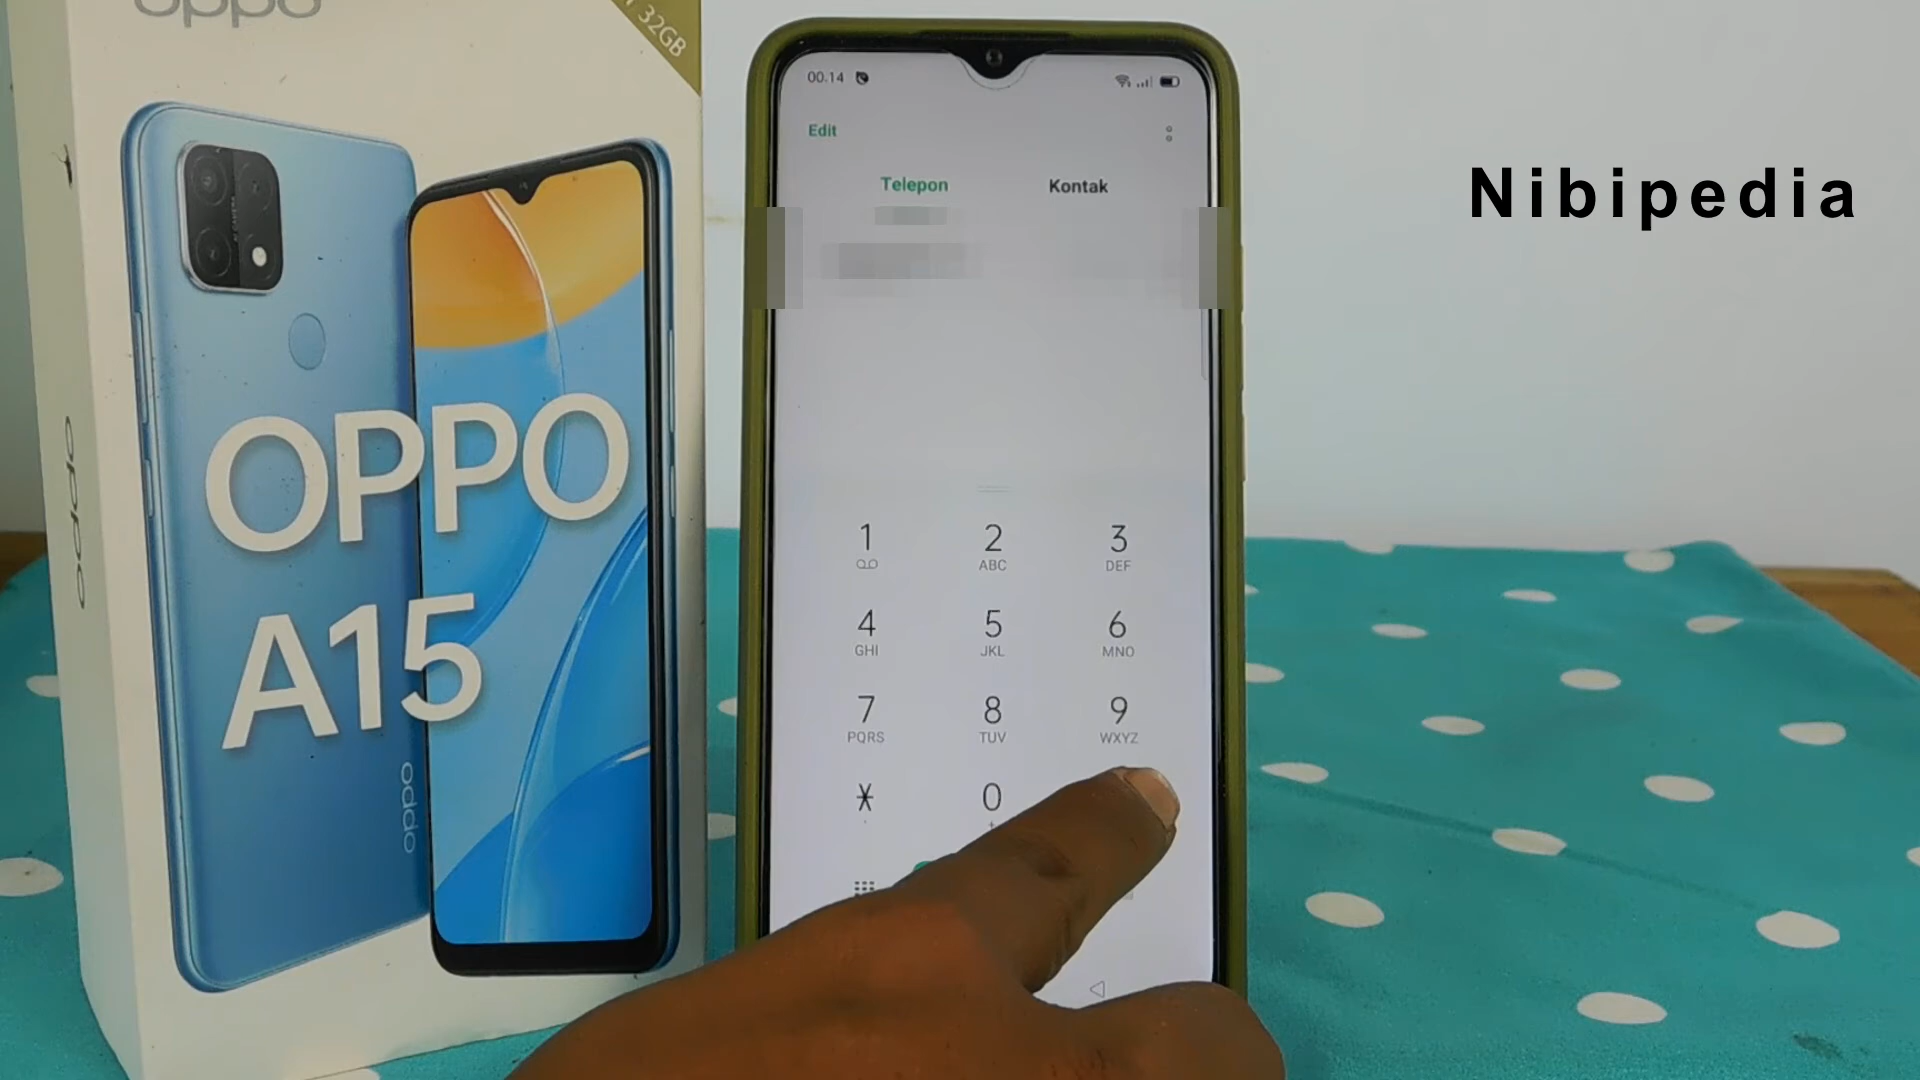 oppo
32GB
OPPO
A15
oppo
oppo
Nibipedia
00.14
Edit
Telepon
Kontak
1
2
ABC
3
DEF
4
GHI
5
JKL
6
MNO
7
PQRS
8
TUV
9
WXYZ
*
0
+